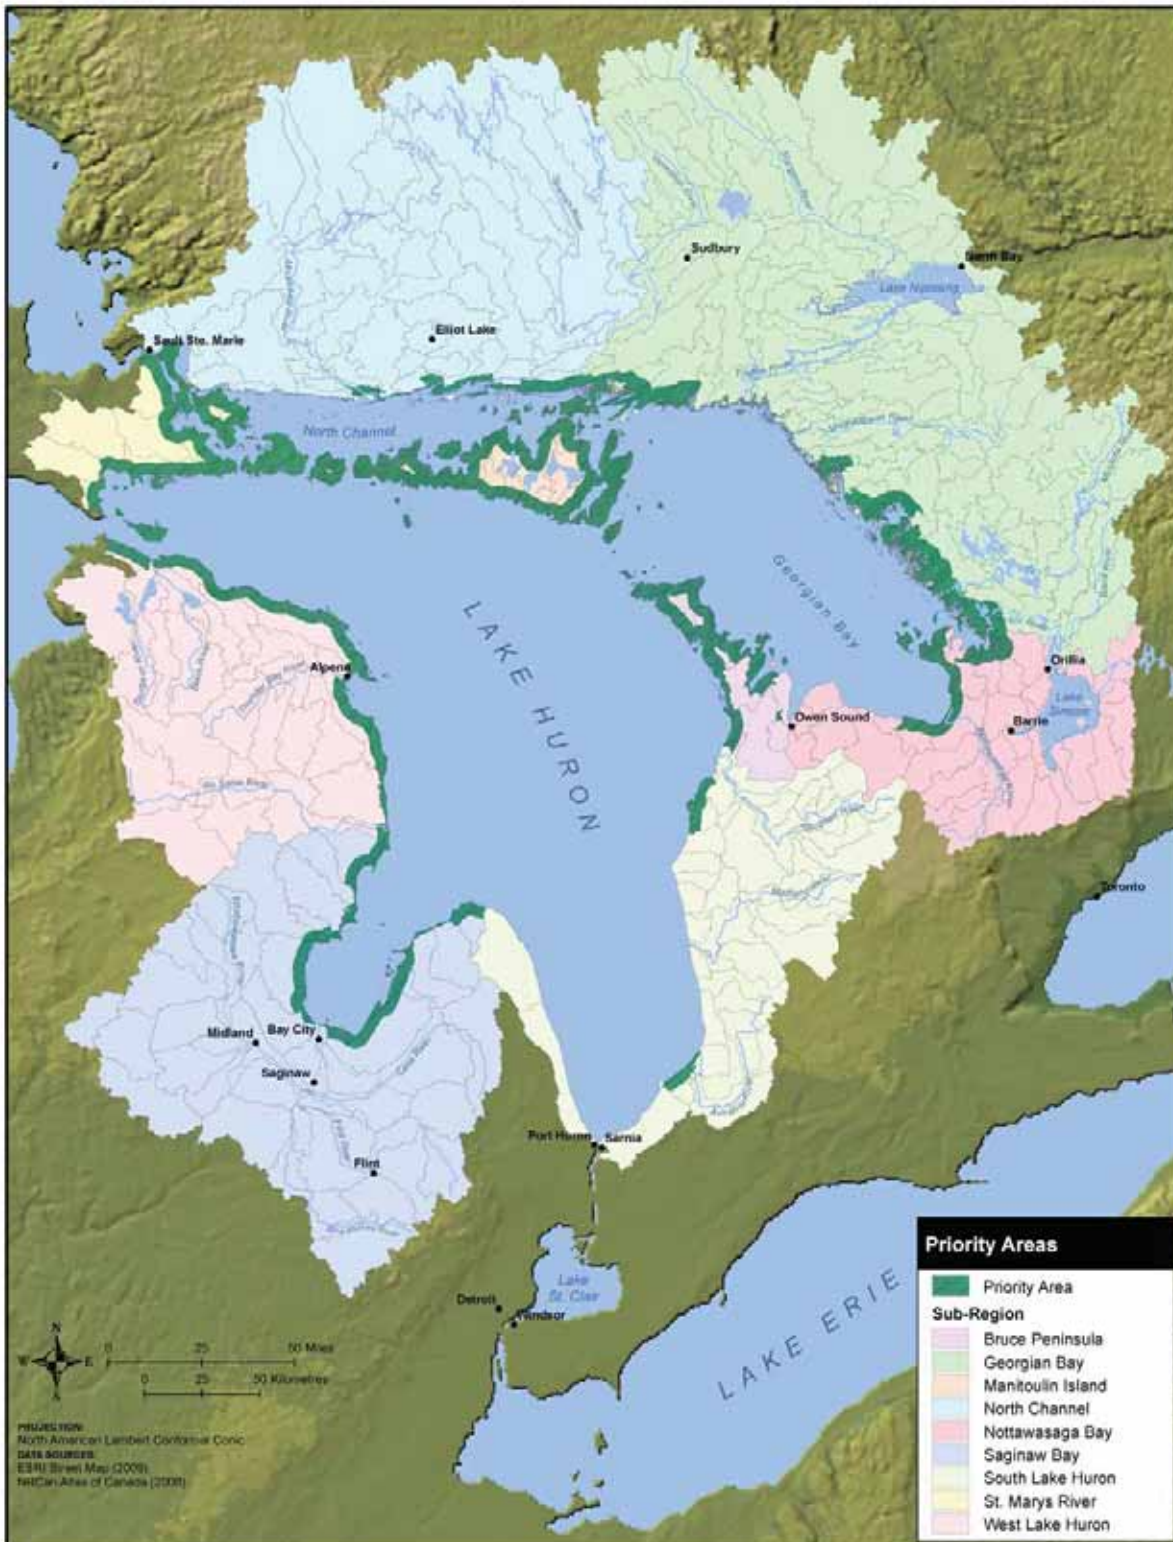 Sudbury
North Bay
Lake Nipissing
Elliot Lake
Sault Ste. Marie
North Channel
Georgian Bay
LAKE HURON
Alpena
Orillia
Lake Simcoe
Owen Sound
Barrie
Toronto
Midland
Bay City
Saginaw
Flint
Port Huron
Sarnia
Lake
St. Clair
Detroit
Windsor
LAKE ERIE
N
W
E
S
0 25 50 Miles
0 25 50 Kilometres
PROJECTION:
North American Lambert Conformal Conic
DATA SOURCES:
ESRI Street Map (2009)
NRCan Atlas of Canada (2008)
Priority Areas
Priority Area
Sub-Region
Bruce Peninsula
Georgian Bay
Manitoulin Island
North Channel
Nottawasaga Bay
Saginaw Bay
South Lake Huron
St. Marys River
West Lake Huron